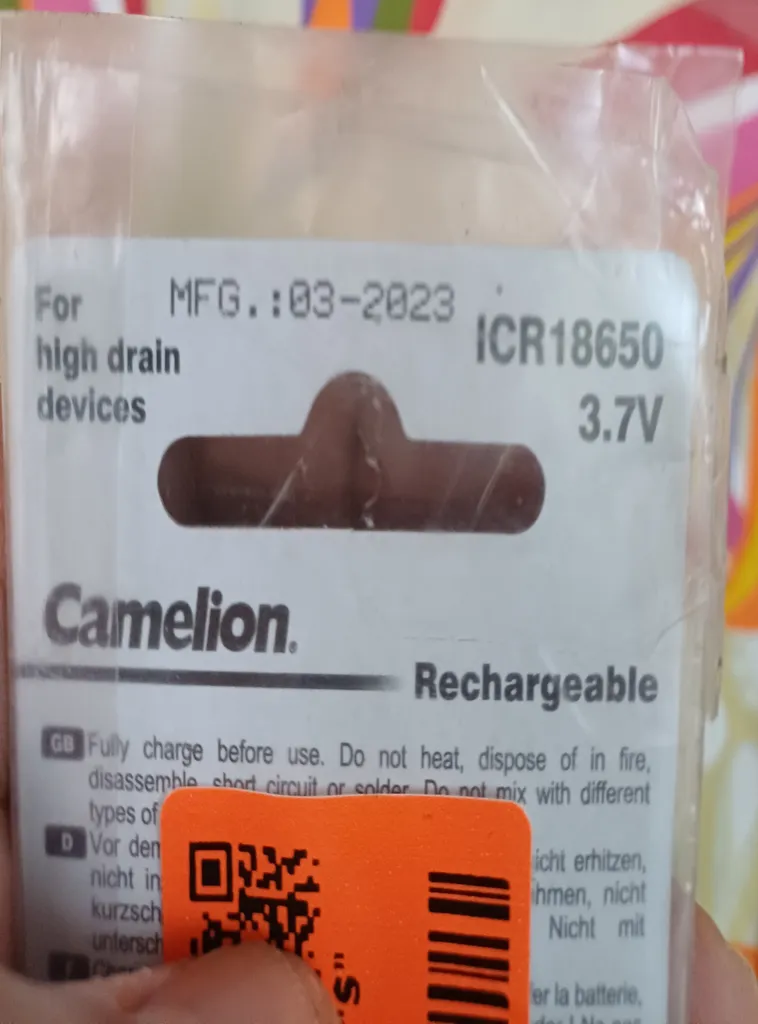 For
high drain
devices
MFG.:03-2023
ICR18650
3.7V
Camelion®
Rechargeable
GB Fully charge before use. Do not heat, dispose of in fire,
disassemble, short circuit or solder. Do not mix with different
types of
D Vor den
icht erhitzen,
nicht in
ihmen, nicht
kurzsch
Nicht mit
untersch
er la batterie,
s"